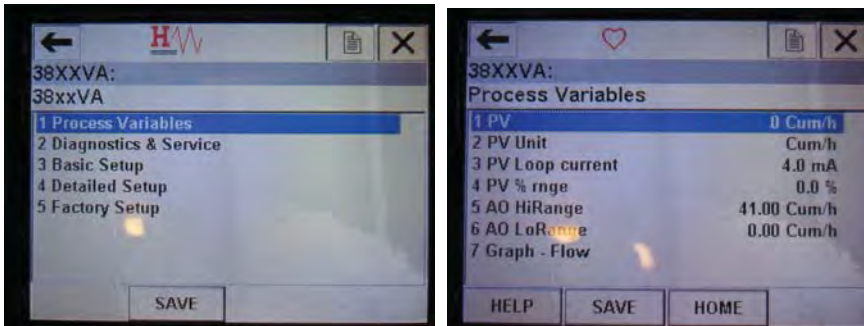 H
38XXVA:
38xxVA
1 Process Variables
2 Diagnostics & Service
3 Basic Setup
4 Detailed Setup
5 Factory Setup
SAVE
38XXVA:
Process Variables
1 PV 0 Cum/h
2 PV Unit Cum/h
3 PV Loop current 4.0 mA
4 PV % rnge 0.0 %
5 AO HiRange 41.00 Cum/h
6 AO LoRange 0.00 Cum/h
7 Graph - Flow
HELP SAVE HOME